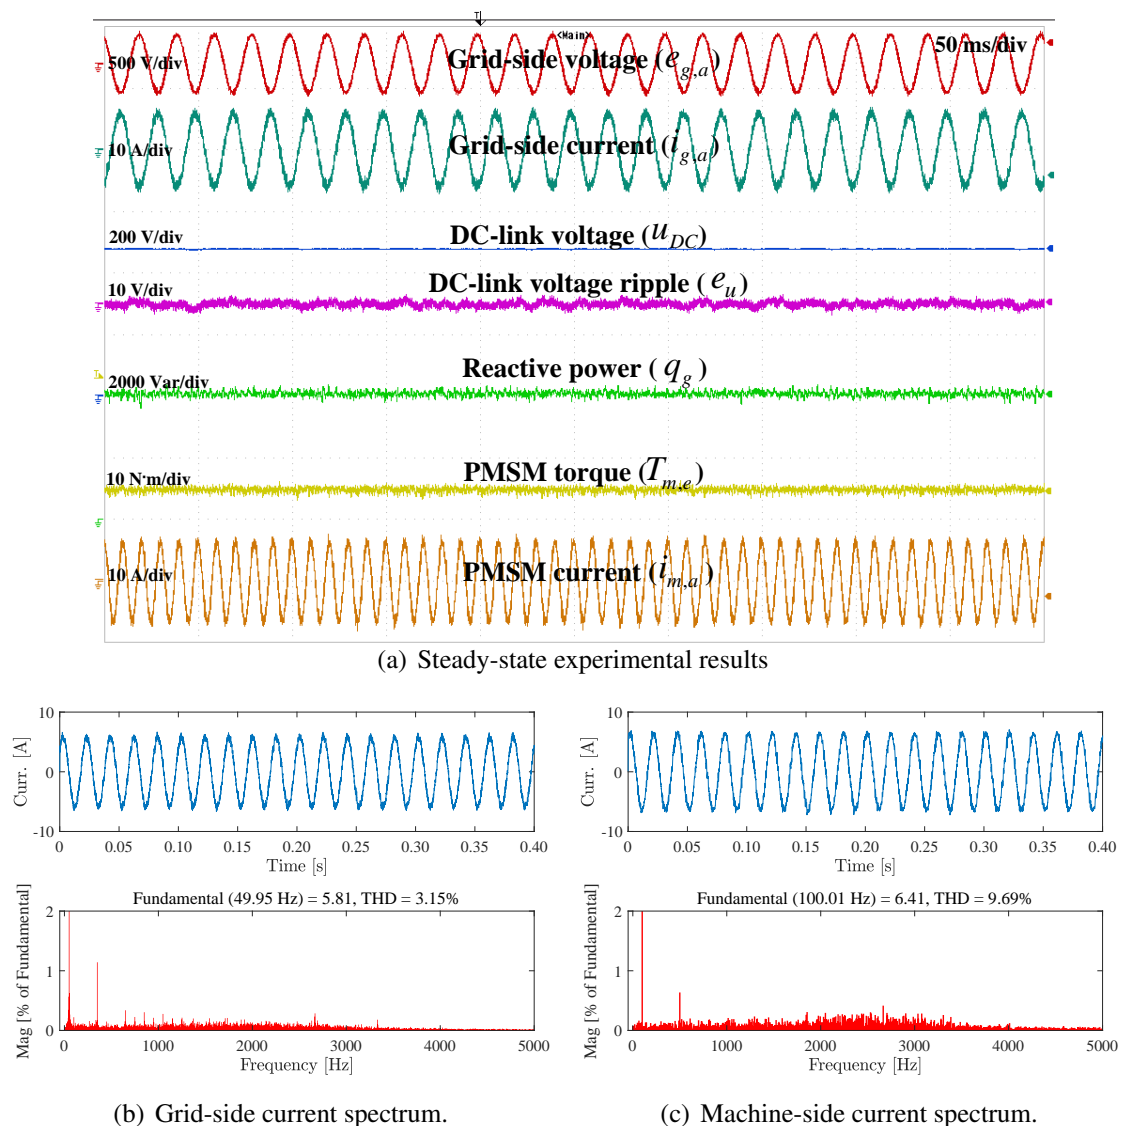 T
<Main>
500 V/div
Grid-side voltage (e_{g,a})
50 ms/div
10 A/div
Grid-side current (i_{g,a})
200 V/div
DC-link voltage (u_{DC})
10 V/div
DC-link voltage ripple (e_u)
T
2000 Var/div
Reactive power (q_g)
10 N·m/div
PMSM torque (T_{m,e})
10 A/div
PMSM current (i_{m,a})
(a) Steady-state experimental results
10
0
-10
Curr. [A]
0 0.05 0.10 0.15 0.20 0.25 0.30 0.35 0.40
Time [s]
Fundamental (49.95 Hz) = 5.81, THD = 3.15%
2
1
0
Mag [% of Fundamental]
0 1000 2000 3000 4000 5000
Frequency [Hz]
(b) Grid-side current spectrum.
10
0
-10
Curr. [A]
0 0.05 0.10 0.15 0.20 0.25 0.30 0.35 0.40
Time [s]
Fundamental (100.01 Hz) = 6.41, THD = 9.69%
2
1
0
Mag [% of Fundamental]
0 1000 2000 3000 4000 5000
Frequency [Hz]
(c) Machine-side current spectrum.